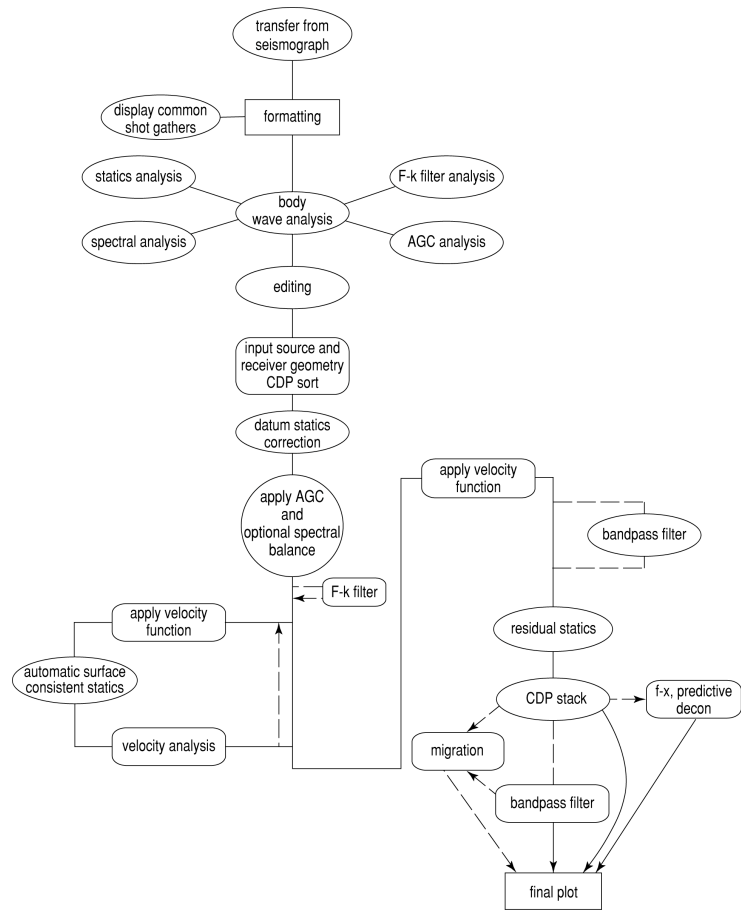 transfer from
seismograph
display common
shot gathers
formatting
statics analysis
F-k filter analysis
body
wave analysis
spectral analysis
AGC analysis
editing
input source and
receiver geometry
CDP sort
datum statics
correction
apply AGC
and
optional spectral
balance
F-k filter
apply velocity
function
automatic surface
consistent statics
velocity analysis
apply velocity
function
bandpass filter
residual statics
CDP stack
f-x, predictive
decon
migration
bandpass filter
final plot